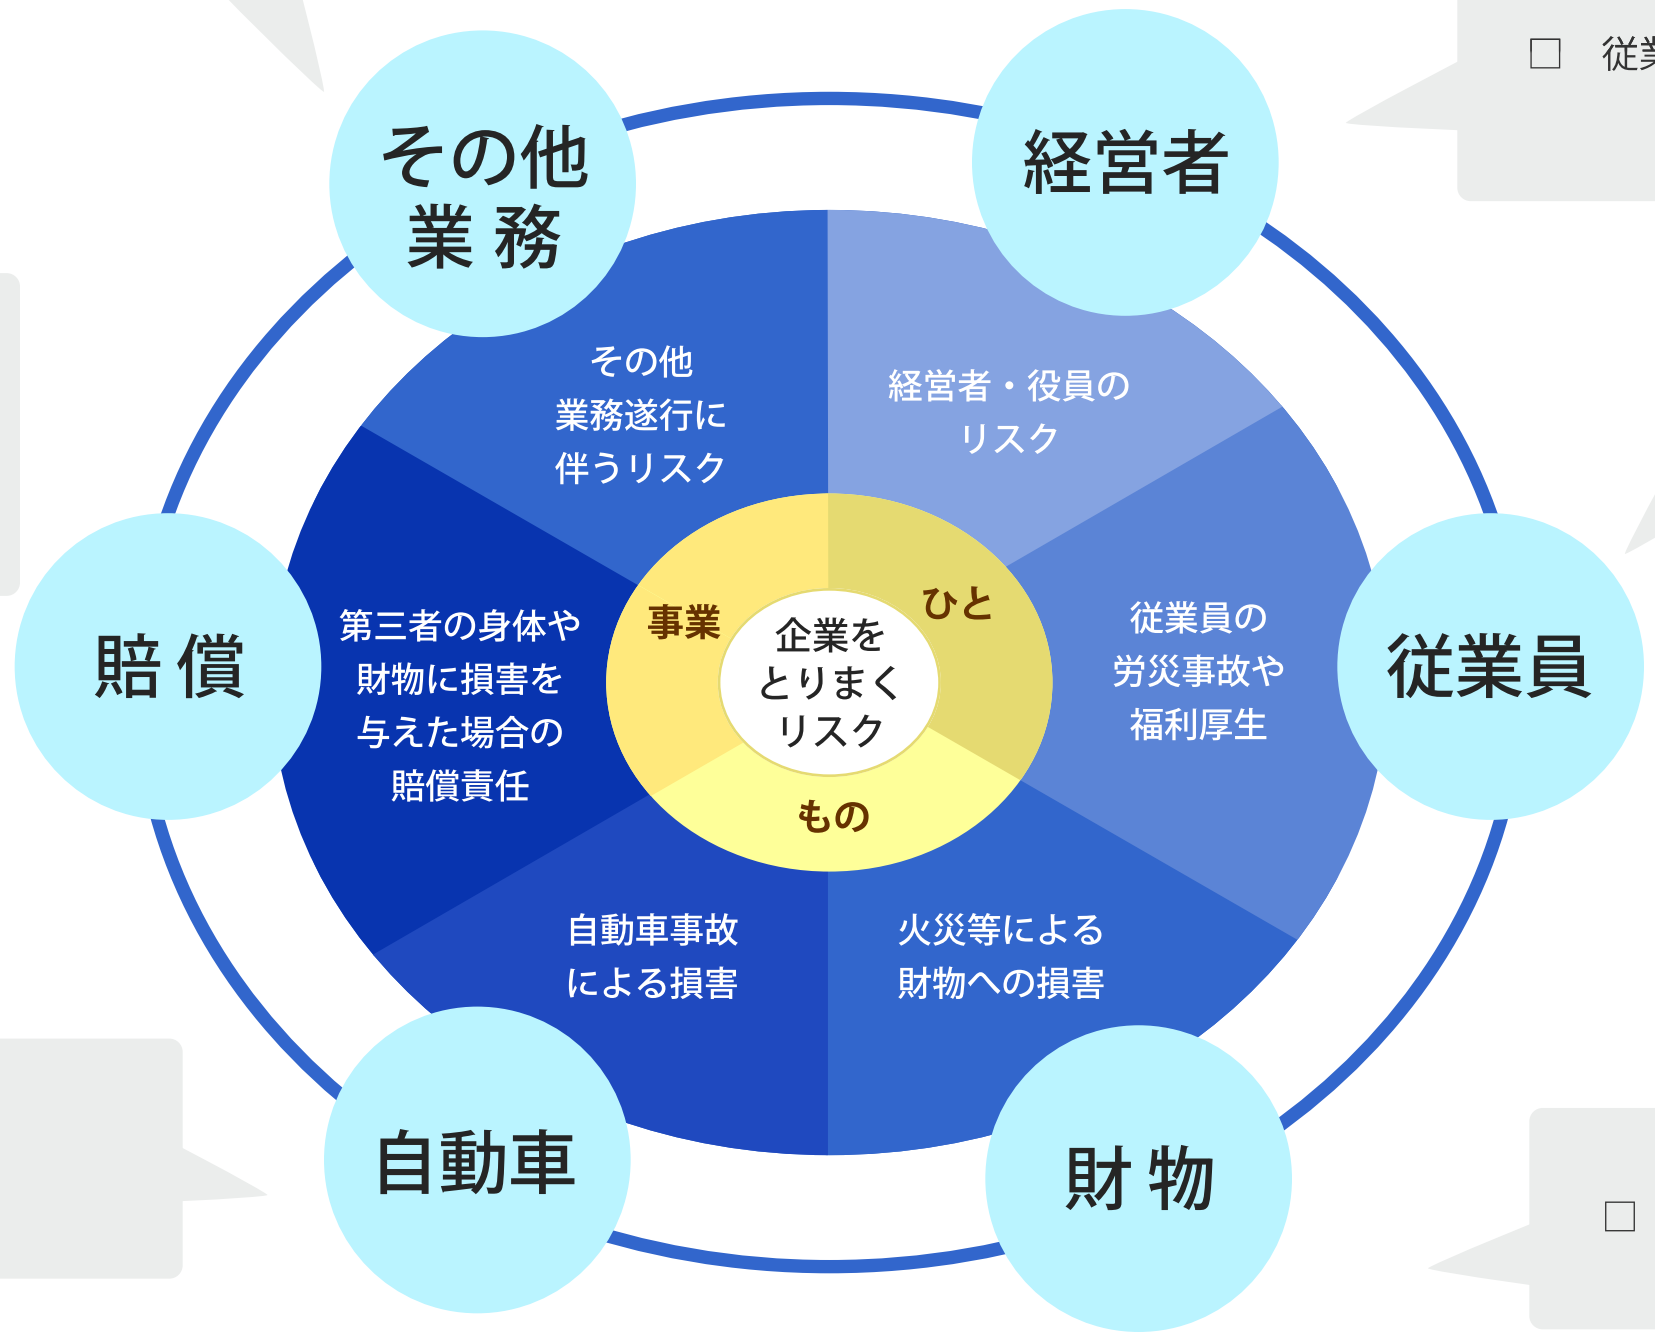 その他
業務
経営者
□ 従業
その他
業務遂行に
伴うリスク
経営者・役員の
リスク
事業
ひと
企業を
とりまく
リスク
もの
賠償
第三者の身体や
財物に損害を
与えた場合の
賠償責任
従業員の
労災事故や
福利厚生
従業員
自動車事故
による損害
火災等による
財物への損害
自動車
財物
□